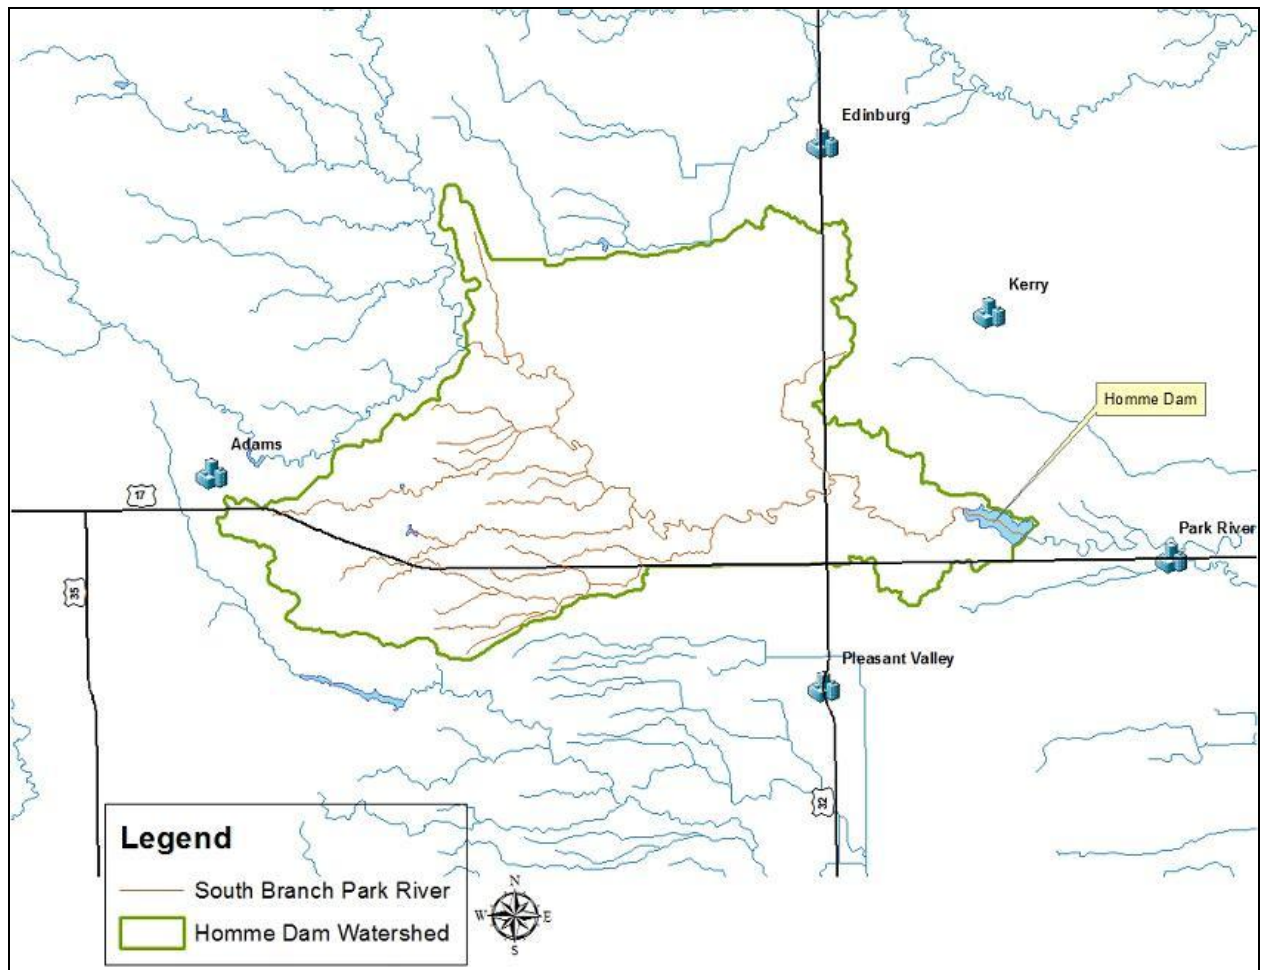 Edinburg
Kerry
Homme Dam
Adams
17
Park River
35
Pleasant Valley
32
Legend
South Branch Park River
Homme Dam Watershed
N
W
E
S